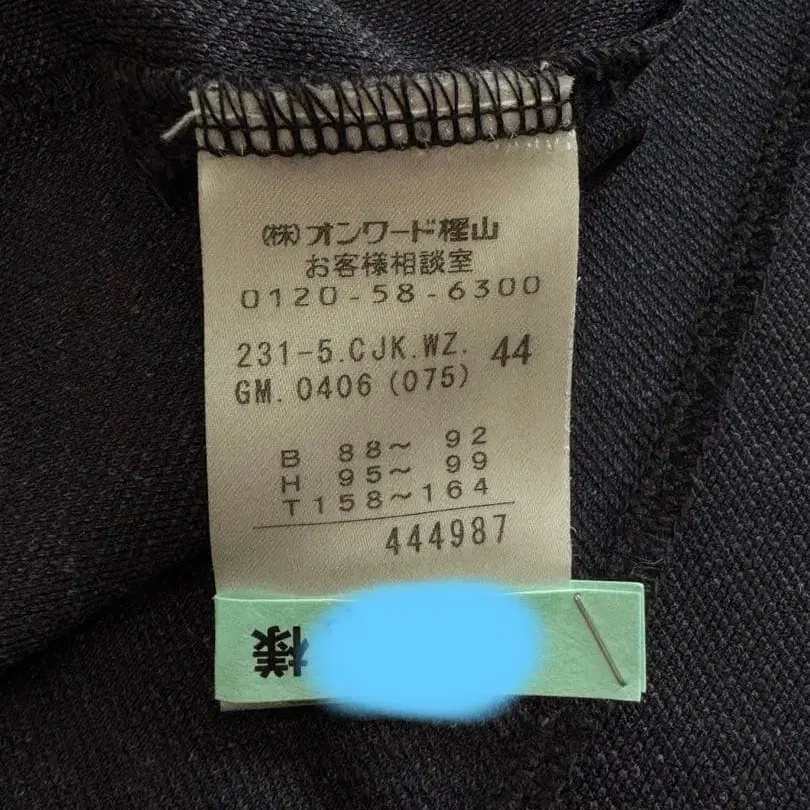 (株)オンワード樫山
お客様相談室
0120-58-6300
231-5.CJK.WZ. 44
GM.0406(075)
B 88~ 92
H 95~ 99
T158~164
444987
様